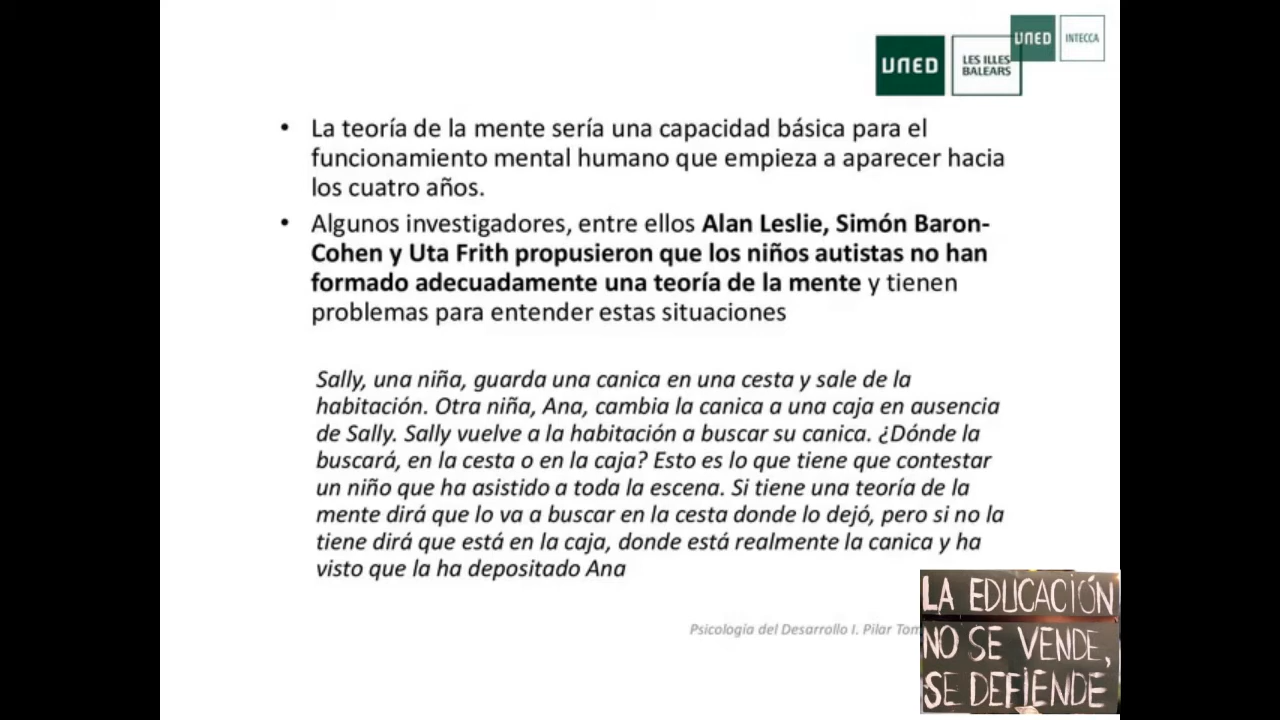 UNED
INTECCA
UNED
LES ILLES
BALEARS
• La teoría de la mente sería una capacidad básica para el
funcionamiento mental humano que empieza a aparecer hacia
los cuatro años.
• Algunos investigadores, entre ellos Alan Leslie, Simón Baron-
Cohen y Uta Frith propusieron que los niños autistas no han
formado adecuadamente una teoría de la mente y tienen
problemas para entender estas situaciones
Sally, una niña, guarda una canica en una cesta y sale de la
habitación. Otra niña, Ana, cambia la canica a una caja en ausencia
de Sally. Sally vuelve a la habitación a buscar su canica. ¿Dónde la
buscará, en la cesta o en la caja? Esto es lo que tiene que contestar
un niño que ha asistido a toda la escena. Si tiene una teoría de la
mente dirá que lo va a buscar en la cesta donde lo dejó, pero si no la
tiene dirá que está en la caja, donde está realmente la canica y ha
visto que la ha depositado Ana
Psicología del Desarrollo I. Pilar
LA EDUCACIÓN
NO SE VENDE,
SE DEFIENDE